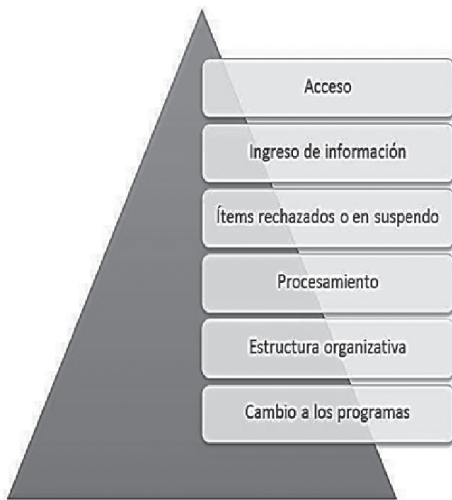 Acceso
Ingreso de información
Ítems rechazados o en suspendo
Procesamiento
Estructura organizativa
Cambio a los programas